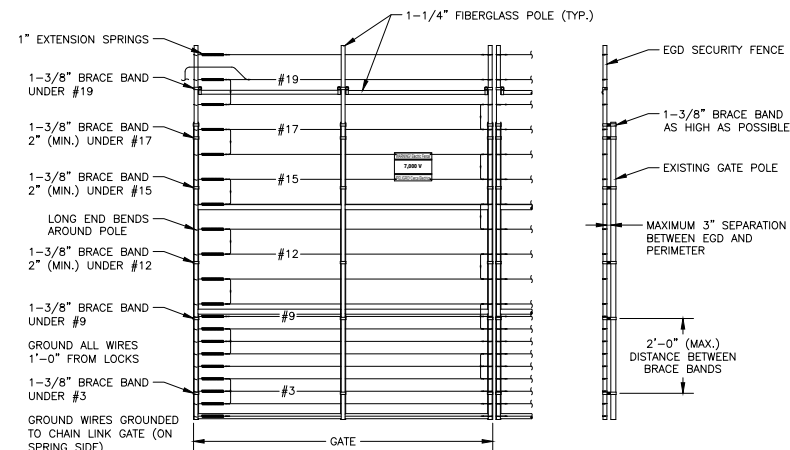 1-1/4" FIBERGLASS POLE (TYP.)
1" EXTENSION SPRINGS
EGD SECURITY FENCE
1-3/8" BRACE BAND
UNDER #19
#19
1-3/8" BRACE BAND
AS HIGH AS POSSIBLE
1-3/8" BRACE BAND
2" (MIN.) UNDER #17
#17
7,000 V
EXISTING GATE POLE
1-3/8" BRACE BAND
2" (MIN.) UNDER #15
#15
LONG END BENDS
AROUND POLE
MAXIMUM 3" SEPARATION
BETWEEN EGD AND
PERIMETER
1-3/8" BRACE BAND
2" (MIN.) UNDER #12
#12
1-3/8" BRACE BAND
UNDER #9
#9
GROUND ALL WIRES
1'-0" FROM LOCKS
2'-0" (MAX.)
DISTANCE BETWEEN
BRACE BANDS
1-3/8" BRACE BAND
UNDER #3
#3
GROUND WIRES GROUNDED
TO CHAIN LINK GATE (ON
SPRING SIDE)
GATE